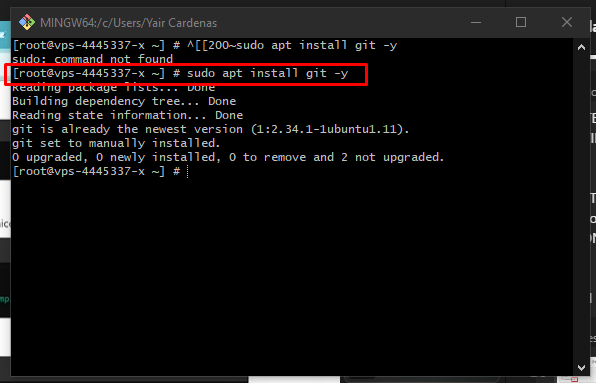 MINGW64:/c/Users/Yair Cardenas
[root@vps-4445337-x ~] # ^[[200~sudo apt install git -y
sudo: command not found
[root@vps-4445337-x ~] # sudo apt install git -y
Reading package lists... Done
Building dependency tree... Done
Reading state information... Done
git is already the newest version (1:2.34.1-1ubuntu1.11).
git set to manually installed.
0 upgraded, 0 newly installed, 0 to remove and 2 not upgraded.
[root@vps-4445337-x ~] #